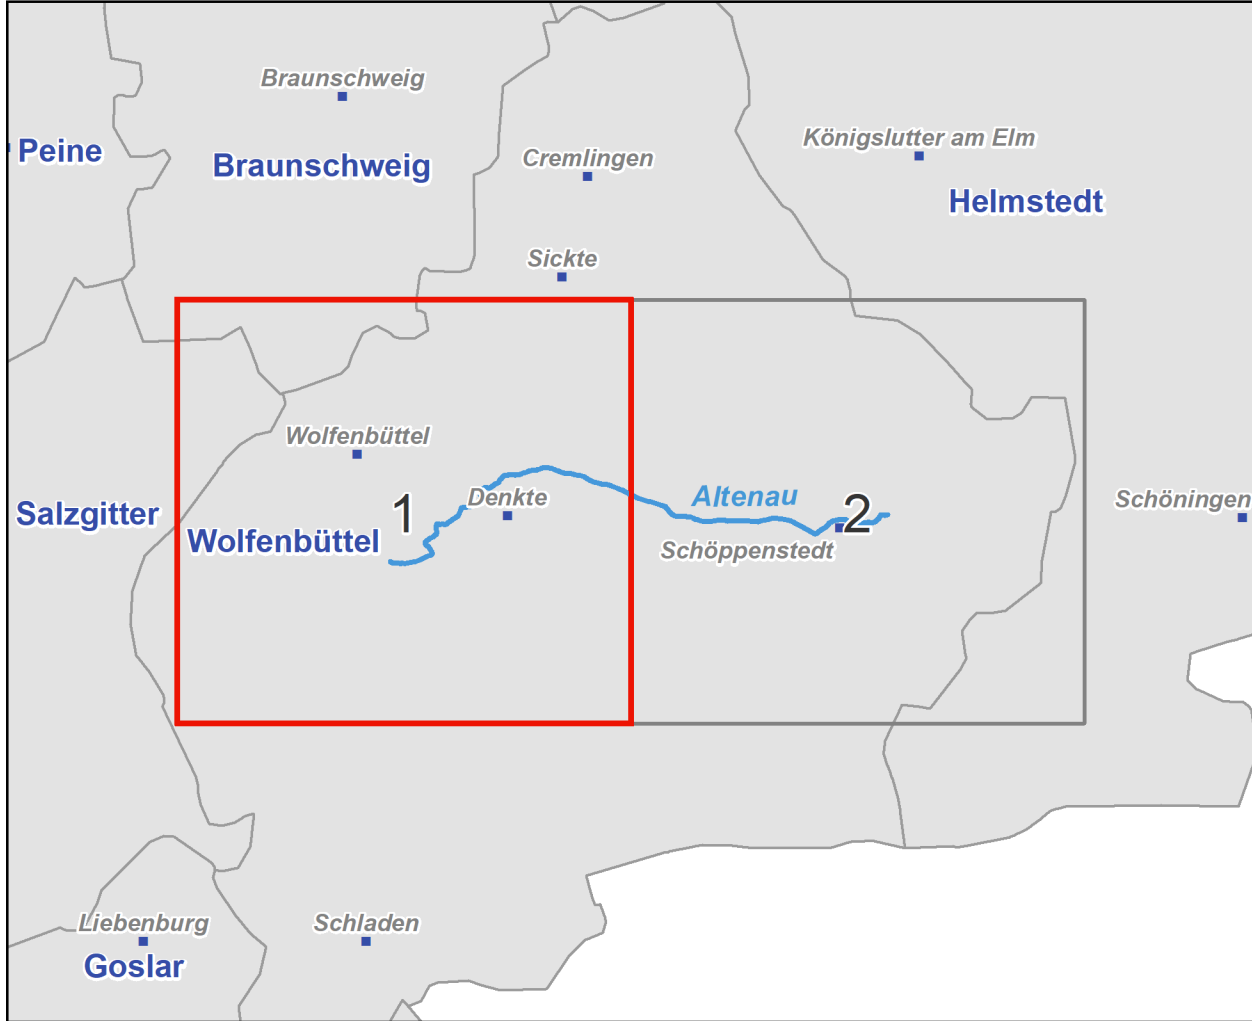 Braunschweig
Peine
Braunschweig
Cremlingen
Königslutter am Elm
Helmstedt
Sickte
Wolfenbüttel
Denkte
1
Altenau
2
Schöningen
Salzgitter
Wolfenbüttel
Schöppenstedt
Liebenburg
Schladen
Goslar